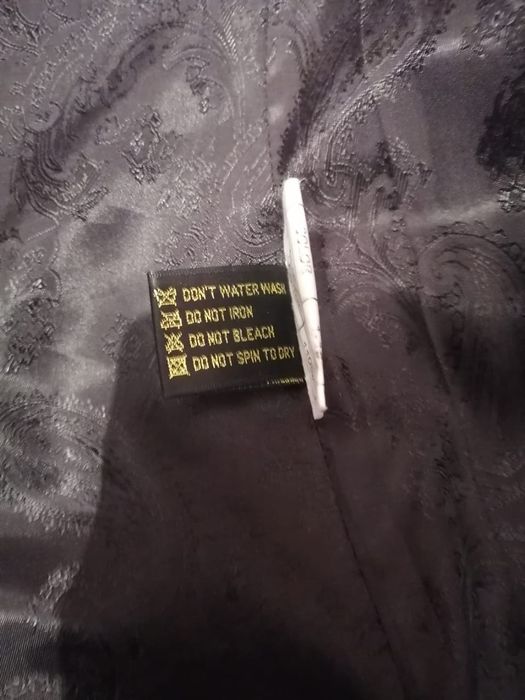 DON'T WATER WASH
DO NOT IRON
DO NOT BLEACH
DO NOT SPIN TO DRY